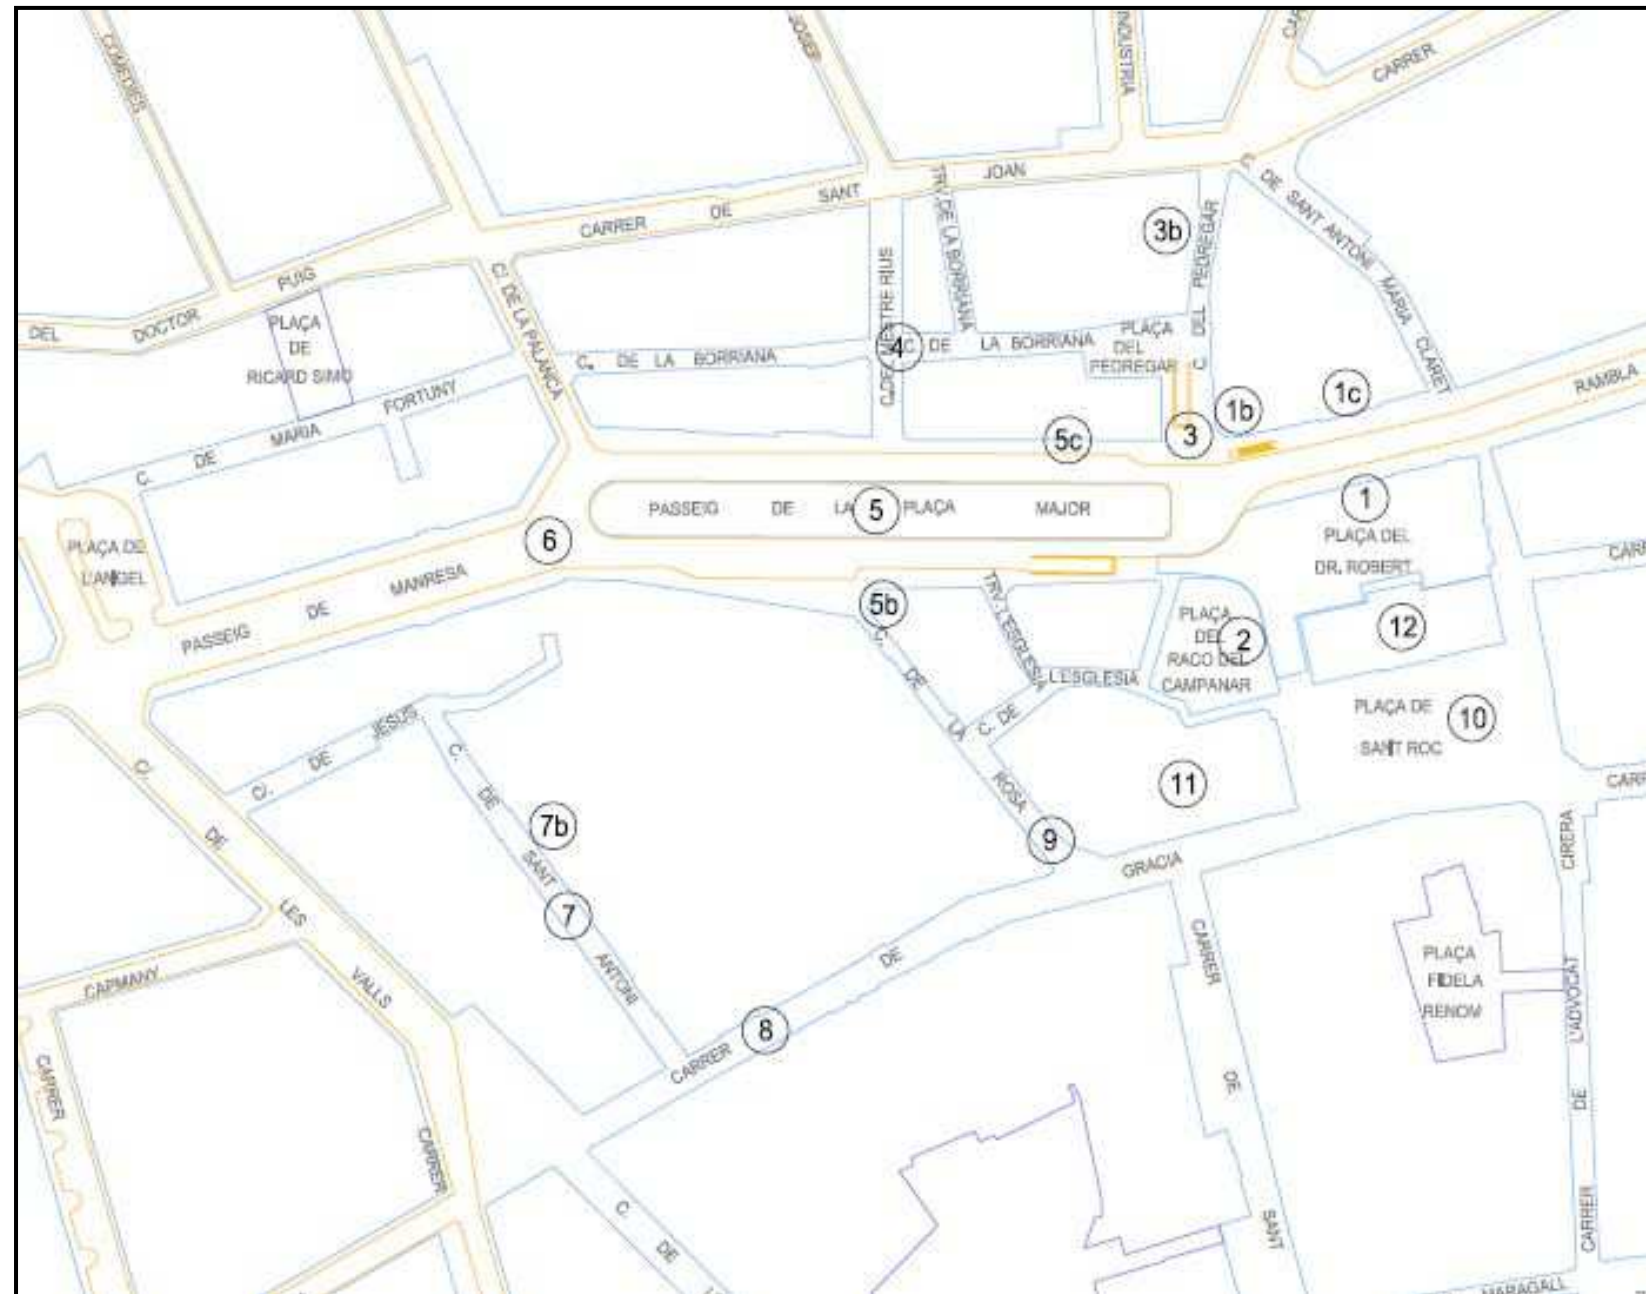 COMEDIES
JOSEP
INDUSTRIA
CARRER
CARRER DE SANT JOAN
TRV. DE LA BORRIANA
C. DE SANT ANTONI MARIA CLARET
3b
C. DEL PEDREGAR
C/. DE LA PALANCA
C. DE MESTRE RIUS
DEL DOCTOR PUIG
PLAÇA
DE
RICARD SIMO
C. DE LA BORRIANA
4
C. DE LA BORRIANA
PLAÇA
DEL
PEDREGAR
C. DE MARIA FORTUNY
1c
RAMBLA
1b
3
5c
PASSEIG DE LA PLAÇA MAJOR
5
1
PLAÇA DEL
DR. ROBERT
6
PLAÇA DE
L'ANGEL
PASSEIG DE MANRESA
5b
TRV. L'ESGLESIA
PLAÇA
DEL
RACO DEL
CAMPANAR
2
12
C. DE L'ESGLESIA
C. DE LA ROSA
PLAÇA DE
SANT ROC
10
C/. DE JESUS
11
7b
C. DE SANT ANTONI
7
9
C/. DE LES VALLS
CARRER DE GRACIA
8
CAPMANY
CARRER
CARRER
CARRER DE SANT
PLAÇA
FIDELA
RENOM
CARRER DE L'ADVOCAT CIRERA
C. DE
MARAGALL